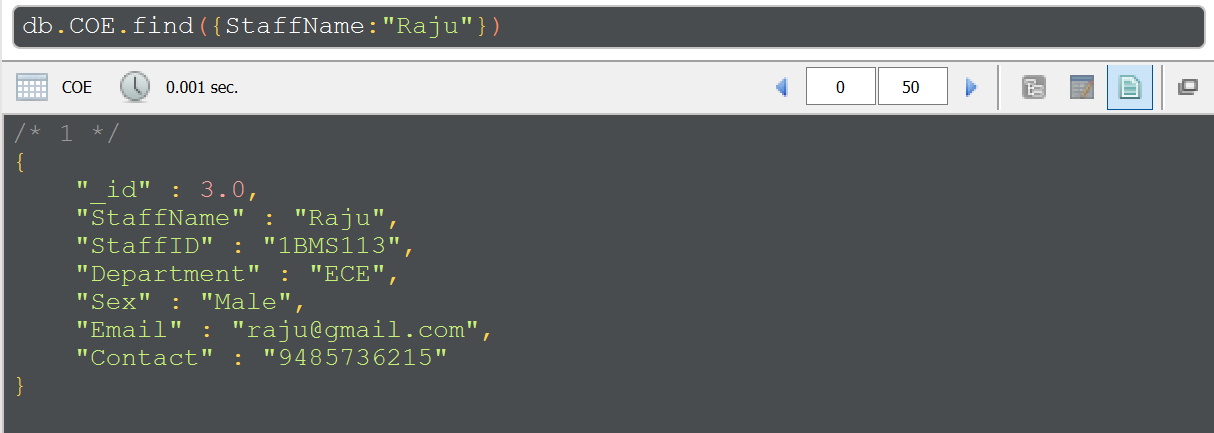 db.COE.find({StaffName:"Raju"})
COE 0.001 sec. 0 50
/* 1 */
{
    "_id" : 3.0,
    "StaffName" : "Raju",
    "StaffID" : "1BMS113",
    "Department" : "ECE",
    "Sex" : "Male",
    "Email" : "raju@gmail.com",
    "Contact" : "9485736215"
}